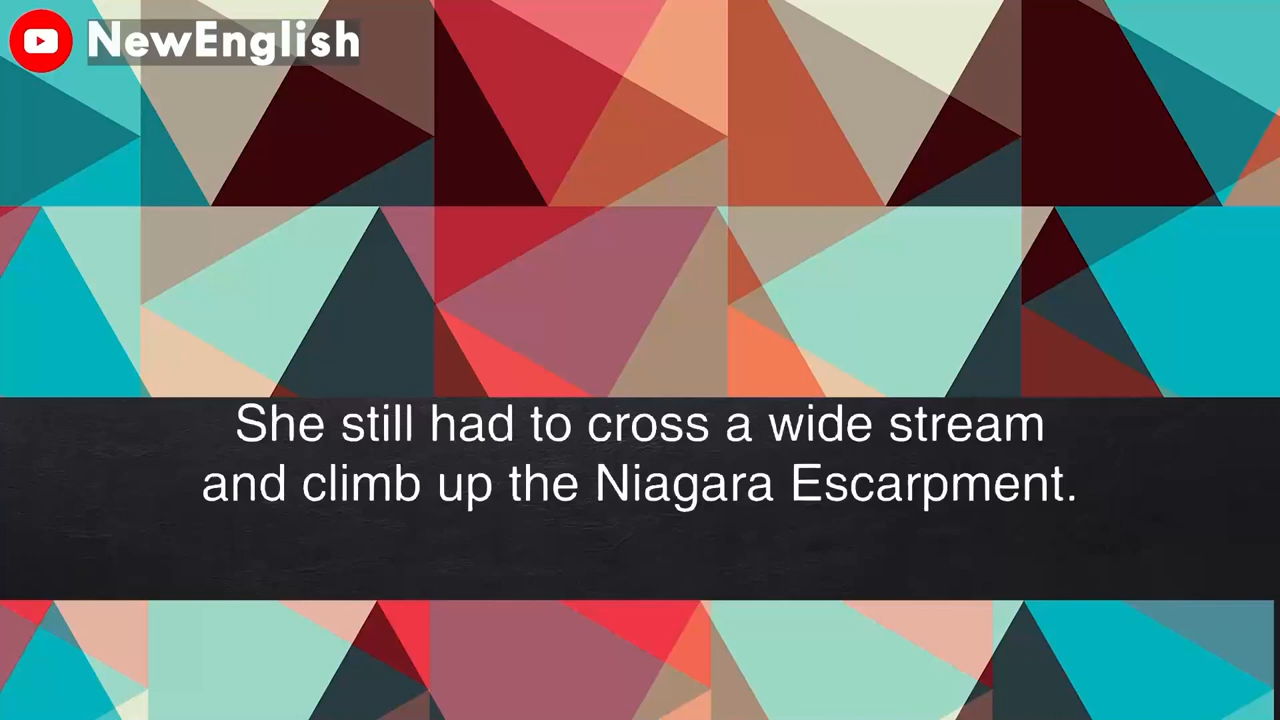 NewEnglish
She still had to cross a wide stream
and climb up the Niagara Escarpment.